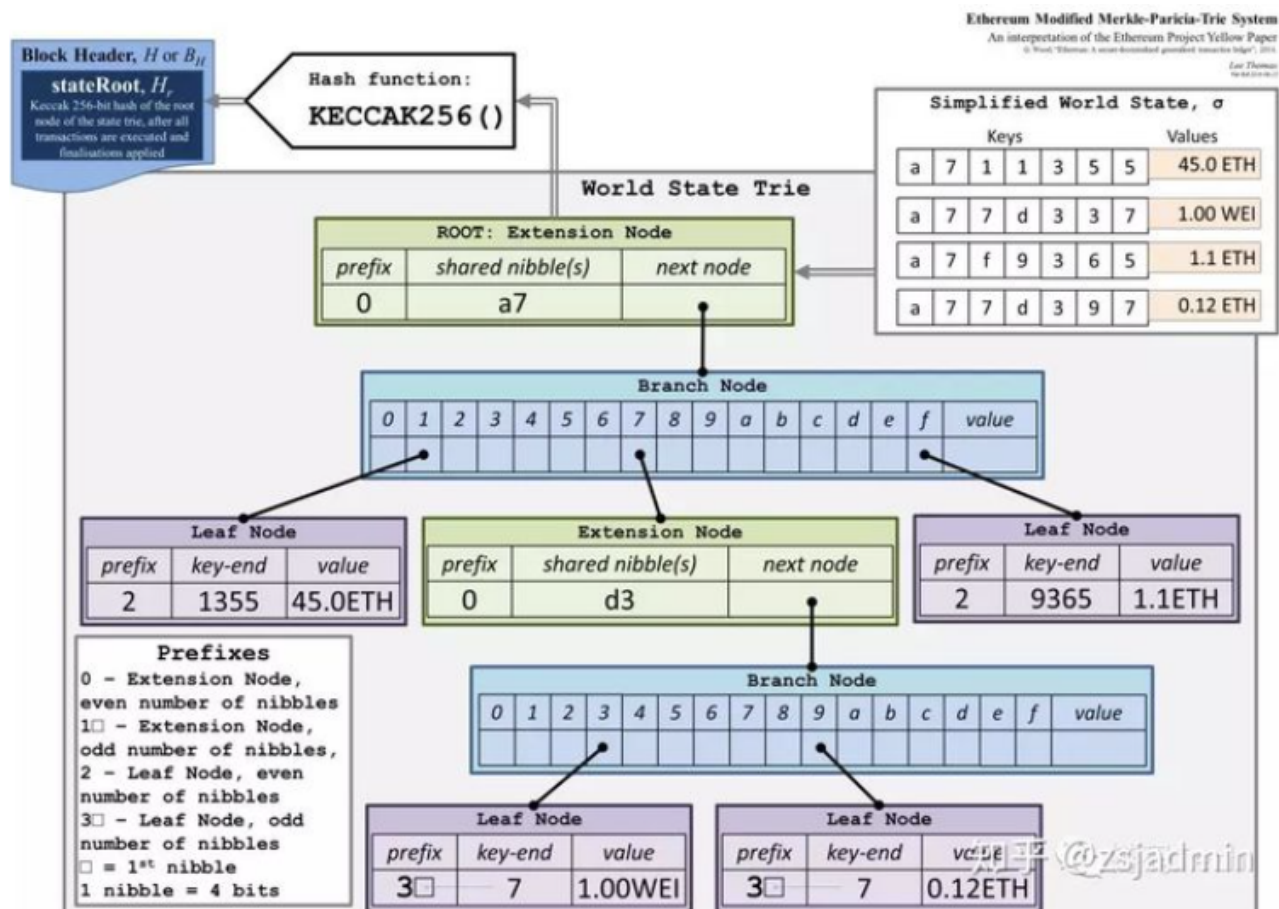 Ethereum Modified Merkle-Paricia-Trie System
An interpretation of the Ethereum Project Yellow Paper
Block Header, H or B_H
stateRoot, H_r
Keccak 256-bit hash of the root
node of the state trie, after all
transactions are executed and
finalisations applied
Hash function:
KECCAK256()
Simplified World State, σ
Keys Values
a 7 1 1 3 5 5 45.0 ETH
a 7 7 d 3 3 7 1.00 WEI
a 7 f 9 3 6 5 1.1 ETH
a 7 7 d 3 9 7 0.12 ETH
World State Trie
ROOT: Extension Node
prefix shared nibble(s) next node
0 a7
Branch Node
0 1 2 3 4 5 6 7 8 9 a b c d e f value
Leaf Node
prefix key-end value
2 1355 45.0ETH
Extension Node
prefix shared nibble(s) next node
0 d3
Leaf Node
prefix key-end value
2 9365 1.1ETH
Prefixes
0 - Extension Node,
even number of nibbles
1□ - Extension Node,
odd number of nibbles,
2 - Leaf Node, even
number of nibbles
3□ - Leaf Node, odd
number of nibbles
□ = 1st nibble
1 nibble = 4 bits
Branch Node
0 1 2 3 4 5 6 7 8 9 a b c d e f value
Leaf Node
prefix key-end value
3□ 7 1.00WEI
Leaf Node
prefix key-end value
3□ 7 0.12ETH
知乎 @zsjadmin